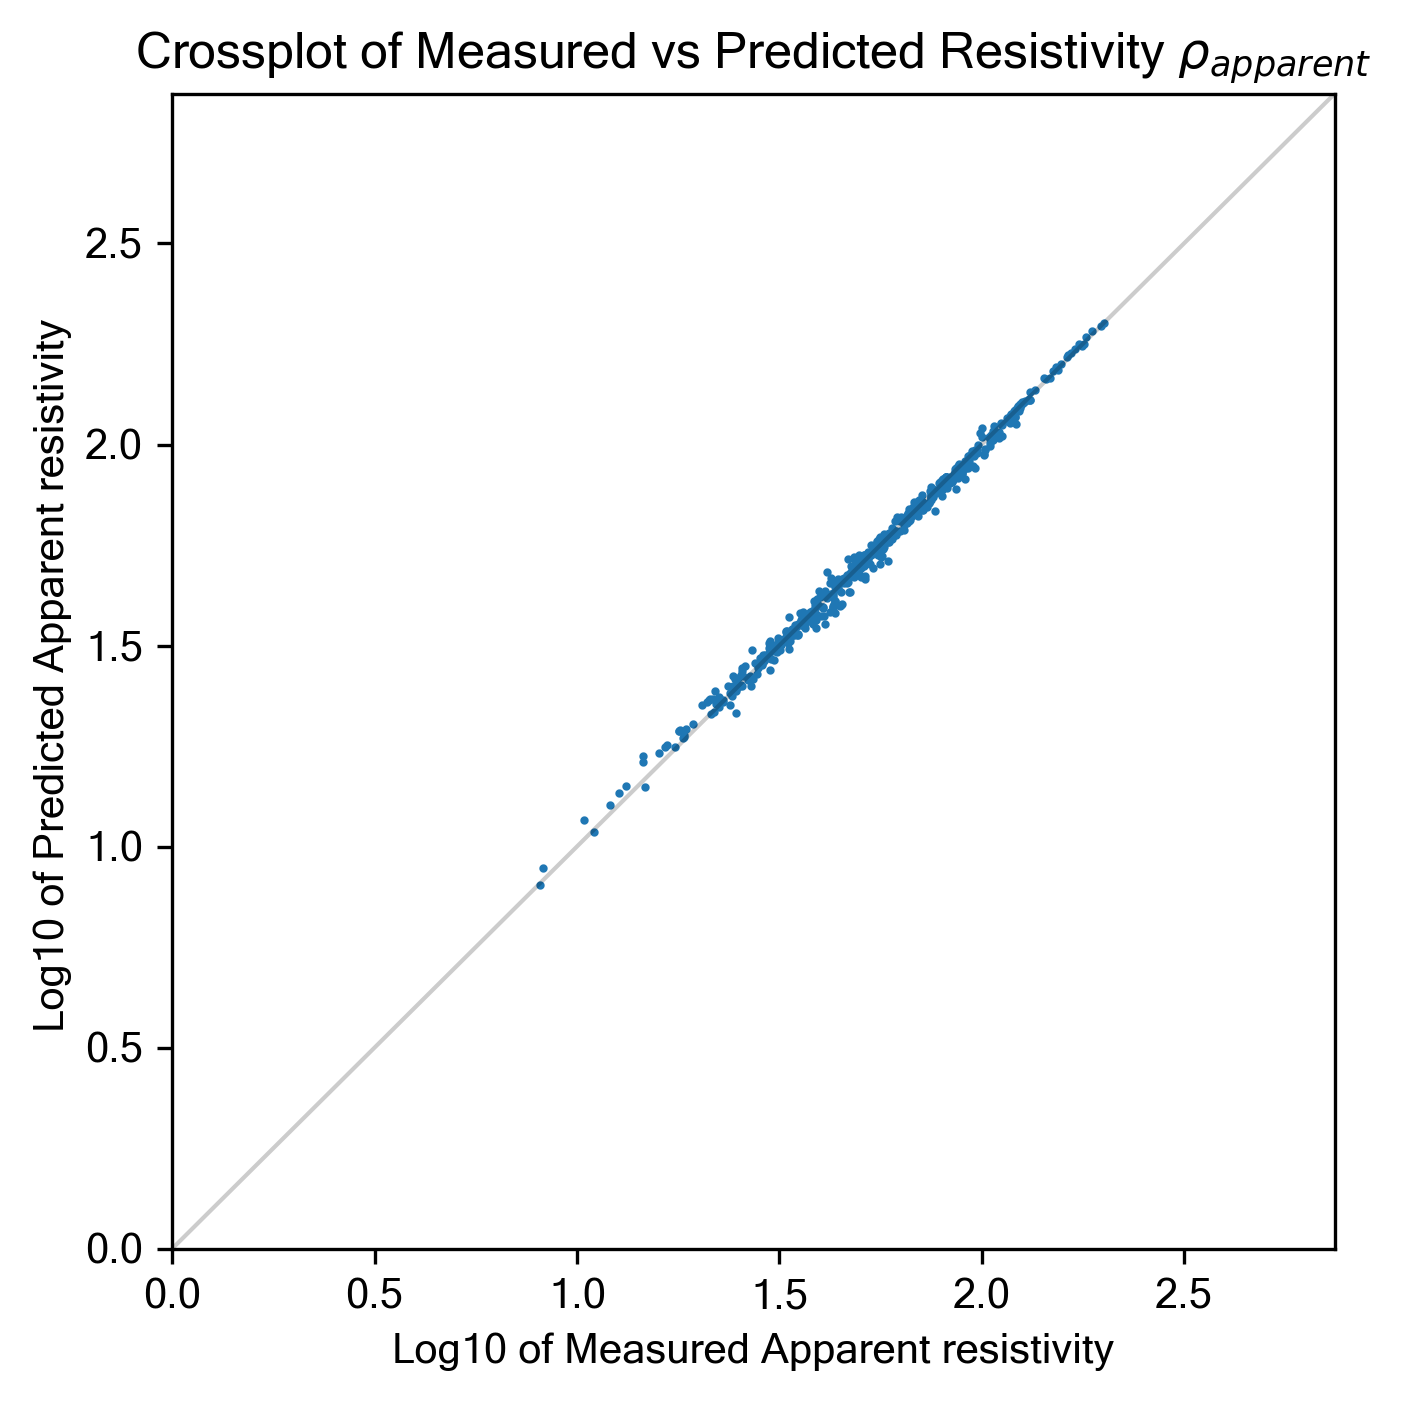 Crossplot of Measured vs Predicted Resistivity ρapparent
2.5
2.0
1.5
1.0
0.5
0.0
Log10 of Predicted Apparent resistivity
0.0 0.5 1.0 1.5 2.0 2.5
Log10 of Measured Apparent resistivity